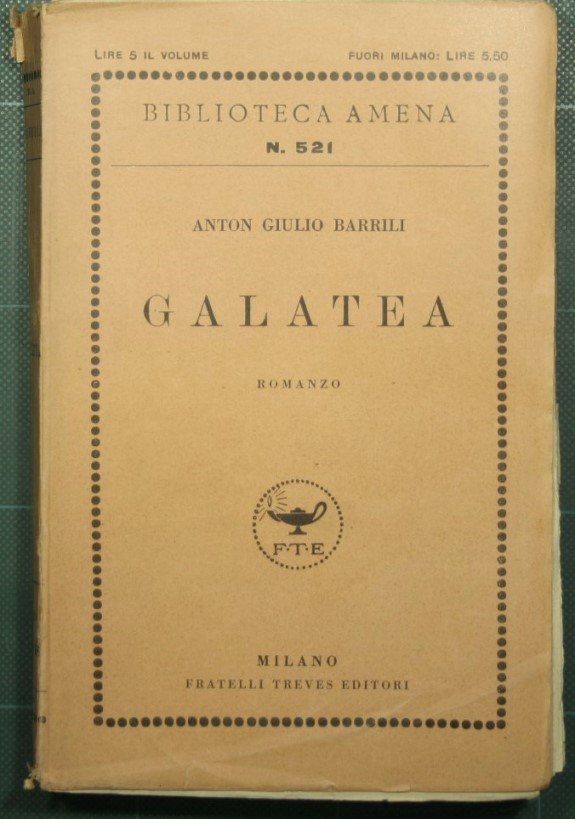 LIRE 5 IL VOLUME FUORI MILANO: LIRE 5.50
BIBLIOTECA AMENA
N. 521
ANTON GIULIO BARRILI
GALATEA
ROMANZO
F·T·E
MILANO
FRATELLI TREVES EDITORI